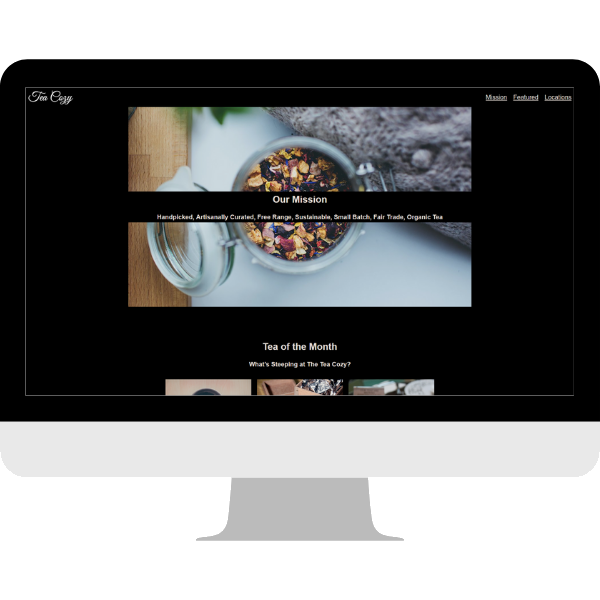 Tea Cozy
Mission Featured Locations
Our Mission
Handpicked, Artisanally Curated, Free Range, Sustainable, Small Batch, Fair Trade, Organic Tea
Tea of the Month
What's Steeping at The Tea Cozy?